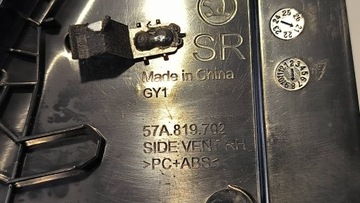 SR
Made in China
GY1
57A.819.702
SIDE VENT RH
>PC+ABS<